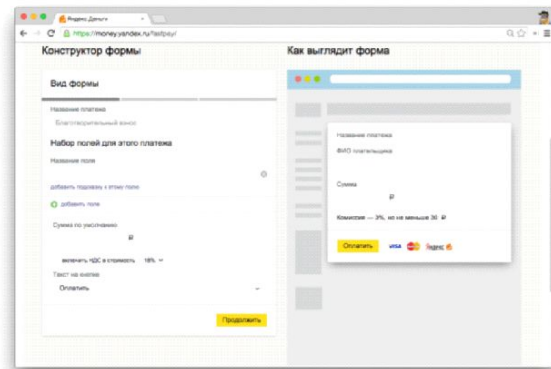 Яндекс.Деньги
https://money.yandex.ru/fastpay/
Конструктор формы
Вид формы
Название платежа
Благотворительный взнос
Набор полей для этого платежа
Название поля
добавить подсказку к этому полю
добавить поле
Сумма по умолчанию
₽
включить НДС в стоимость 18%
Текст на кнопке
Оплатить
Продолжить
Как выглядит форма
Название платежа
ФИО плательщика
Сумма
₽
Комиссия — 3%, но не меньше 30 ₽
Оплатить VISA MasterCard Яндекс